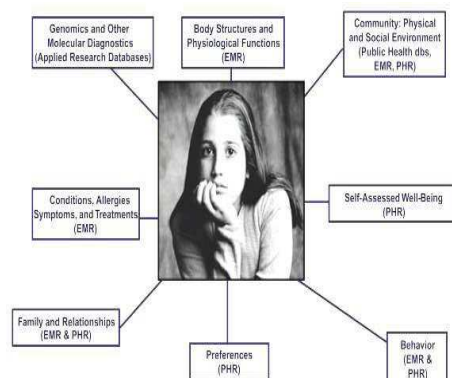 Genomics and Other
Molecular Diagnostics
(Applied Research Databases)
Body Structures and
Physiological Functions
(EMR)
Community: Physical
and Social Environment
(Public Health dbs,
EMR, PHR)
Conditions, Allergies
Symptoms, and Treatments
(EMR)
Self-Assessed Well-Being
(PHR)
Family and Relationships
(EMR & PHR)
Preferences
(PHR)
Behavior
(EMR &
PHR)